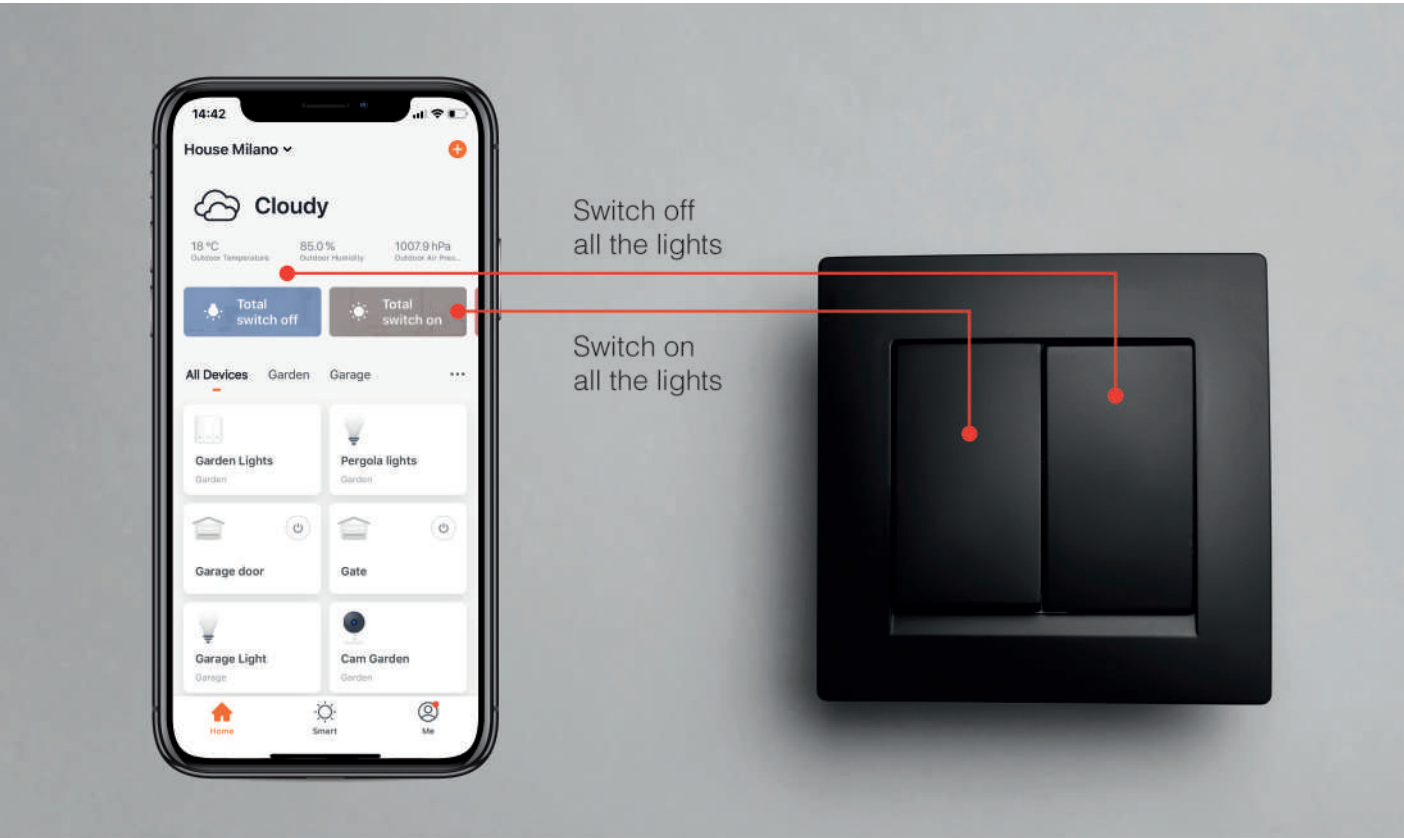 14:42
House Milano
Cloudy
18 °C
85.0 %
1007.9 hPa
Outdoor Temperature
Outdoor Humidity
Outdoor Air Pres...
Total
switch off
Total
switch on
All Devices
Garden
Garage
Garden Lights
Garden
Pergola lights
Garden
Garage door
Gate
Garage Light
Garage
Cam Garden
Garden
Home
Smart
Me
Switch off
all the lights
Switch on
all the lights